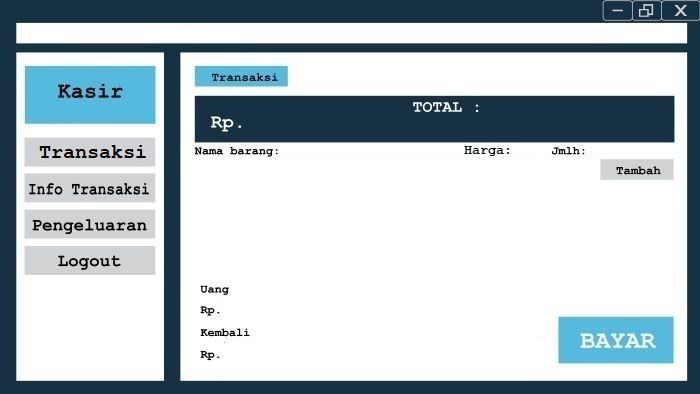 Kasir
Transaksi
Info Transaksi
Pengeluaran
Logout
Transaksi
TOTAL :
Rp.
Nama barang: Harga: Jmlh:
Tambah
Uang
Rp.
Kembali
Rp.
BAYAR